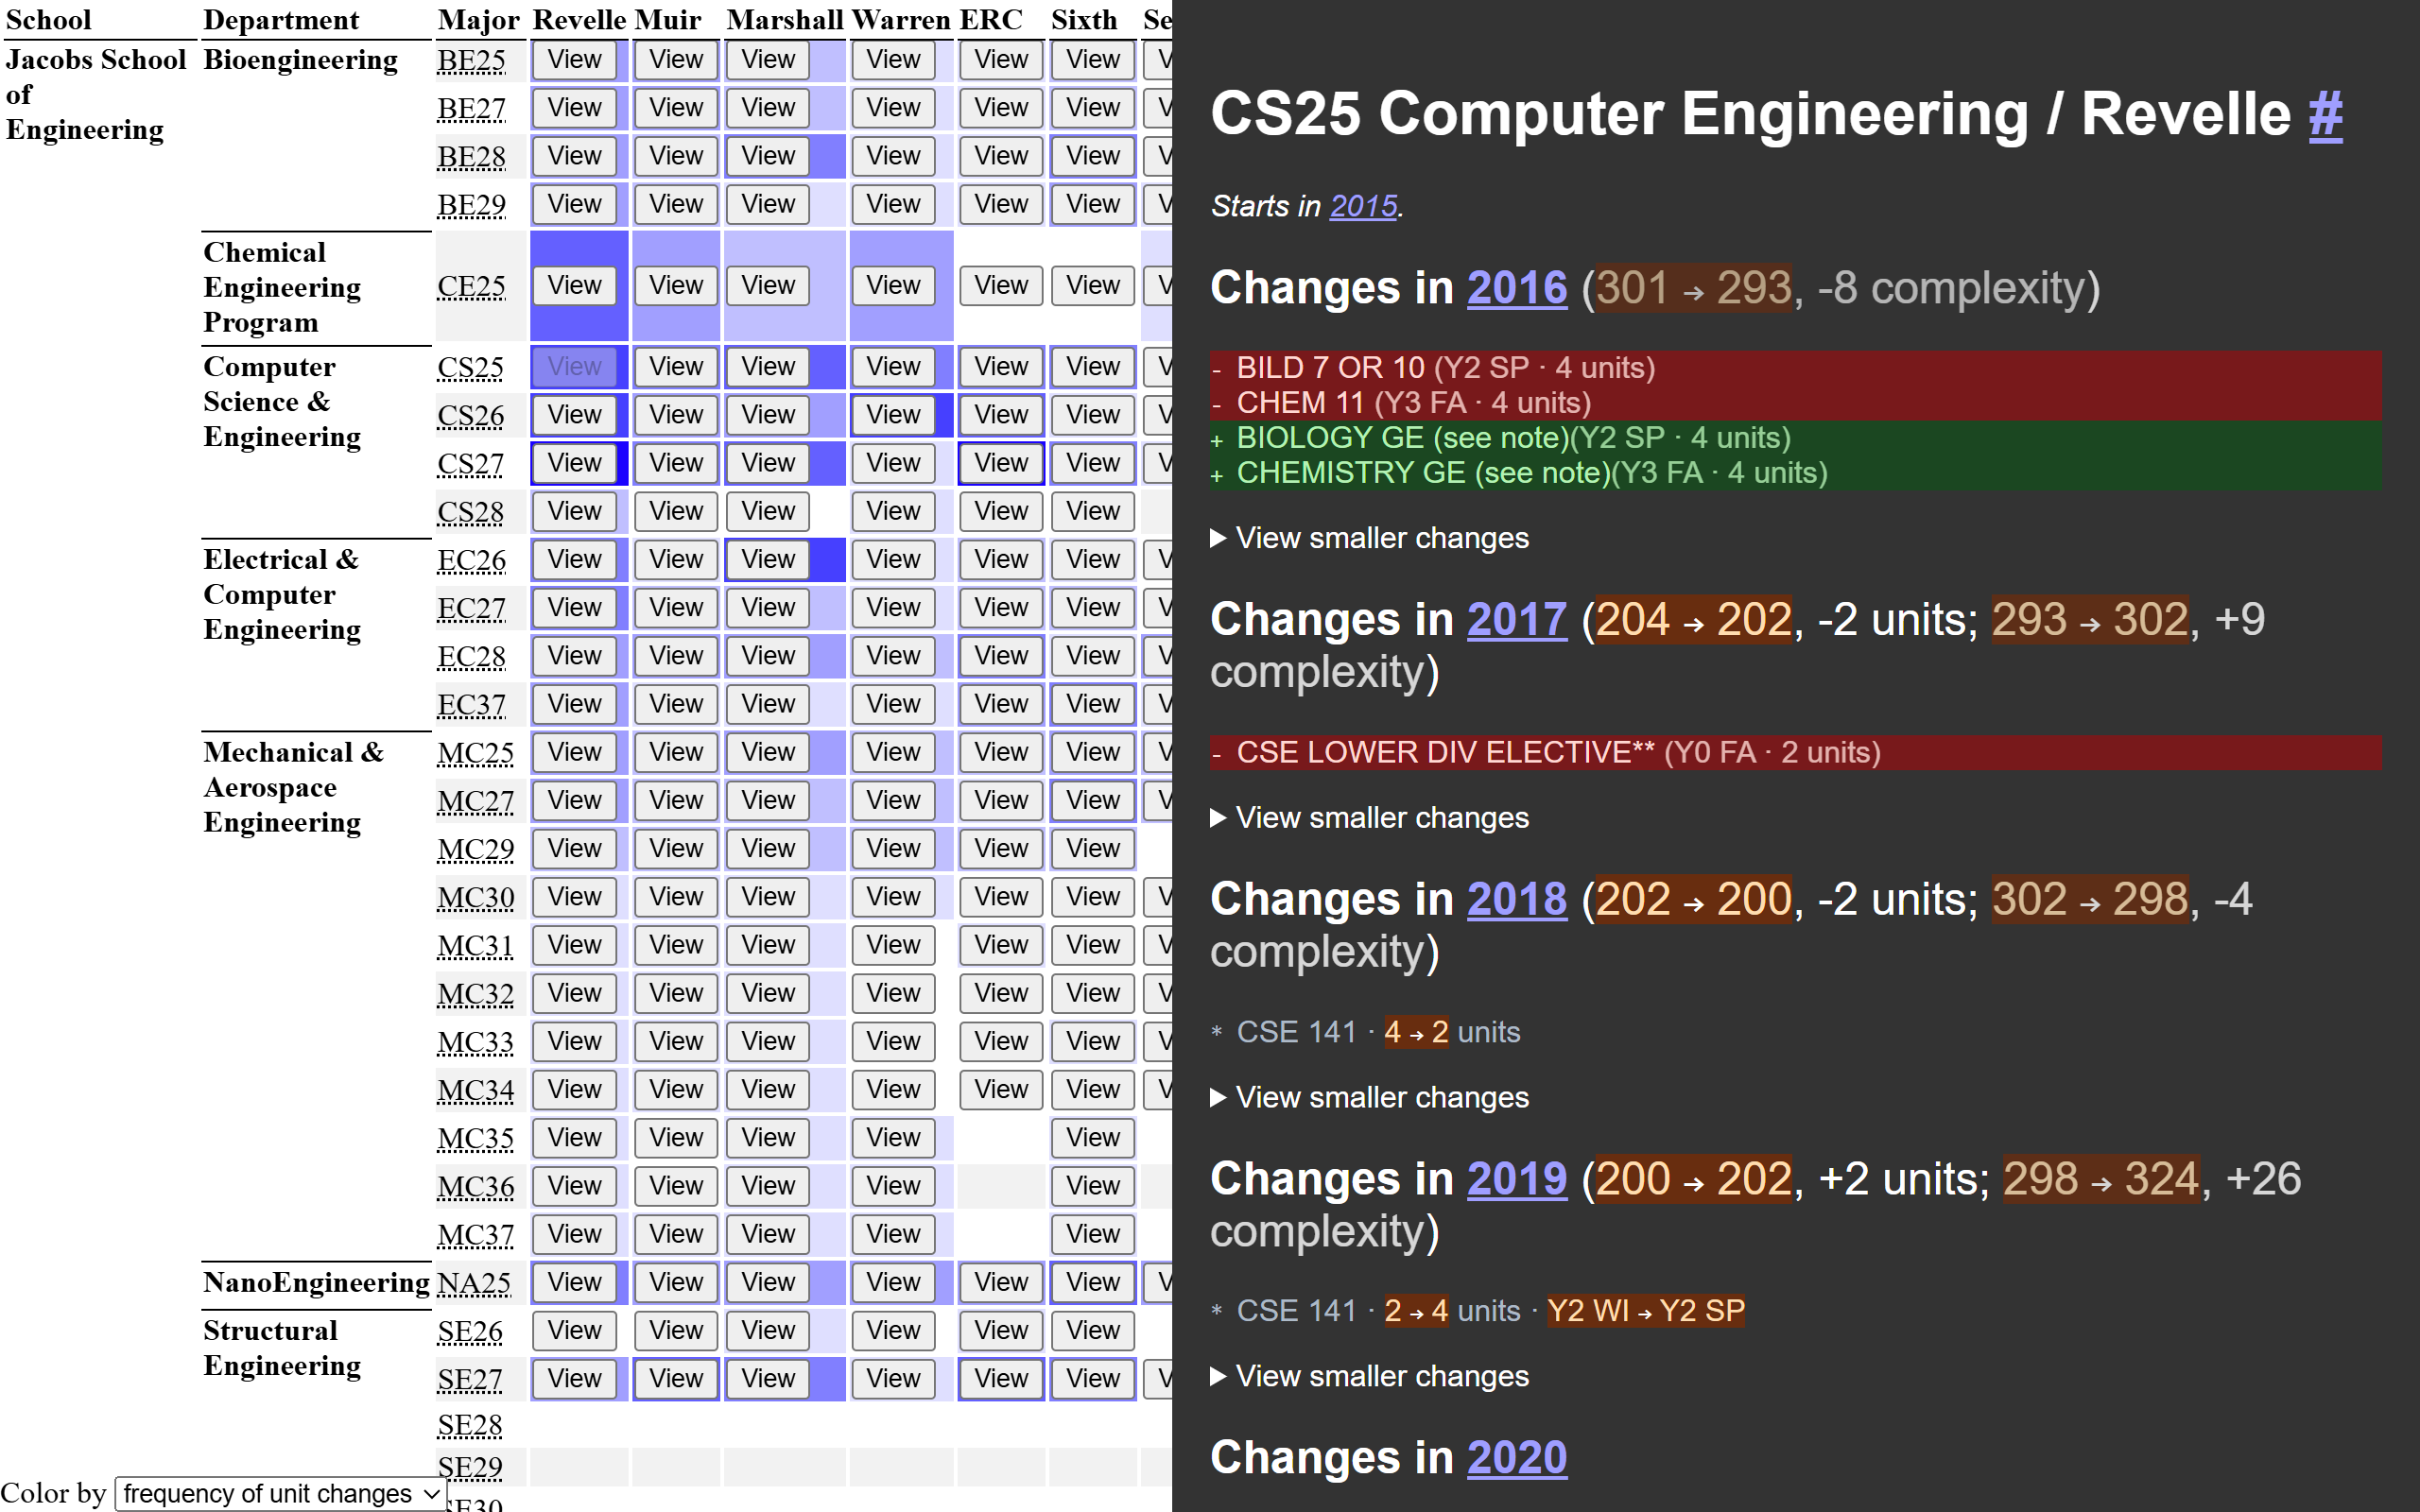 School Department Major Revelle Muir Marshall Warren ERC Sixth Se
Jacobs School of Engineering Bioengineering BE25 View View View View View View V
BE27 View View View View View View V
BE28 View View View View View View V
BE29 View View View View View View V
Chemical Engineering Program CE25 View View View View View View V
Computer Science & Engineering CS25 View View View View View View V
CS26 View View View View View View V
CS27 View View View View View View V
CS28 View View View View View View
Electrical & Computer Engineering EC26 View View View View View View V
EC27 View View View View View View V
EC28 View View View View View View V
EC37 View View View View View View V
Mechanical & Aerospace Engineering MC25 View View View View View View V
MC27 View View View View View View V
MC29 View View View View View View
MC30 View View View View View View V
MC31 View View View View View View V
MC32 View View View View View View V
MC33 View View View View View View V
MC34 View View View View View View V
MC35 View View View View View
MC36 View View View View View
MC37 View View View View View
NanoEngineering NA25 View View View View View View V
Structural Engineering SE26 View View View View View View
SE27 View View View View View View V
SE28
SE29
SE30
Color by frequency of unit changes
CS25 Computer Engineering / Revelle #
Starts in 2015.
Changes in 2016 (301 → 293, -8 complexity)
- BILD 7 OR 10 (Y2 SP · 4 units)
- CHEM 11 (Y3 FA · 4 units)
+ BIOLOGY GE (see note)(Y2 SP · 4 units)
+ CHEMISTRY GE (see note)(Y3 FA · 4 units)
▶ View smaller changes
Changes in 2017 (204 → 202, -2 units; 293 → 302, +9
complexity)
- CSE LOWER DIV ELECTIVE** (Y0 FA · 2 units)
▶ View smaller changes
Changes in 2018 (202 → 200, -2 units; 302 → 298, -4
complexity)
* CSE 141 · 4 → 2 units
▶ View smaller changes
Changes in 2019 (200 → 202, +2 units; 298 → 324, +26
complexity)
* CSE 141 · 2 → 4 units · Y2 WI → Y2 SP
▶ View smaller changes
Changes in 2020